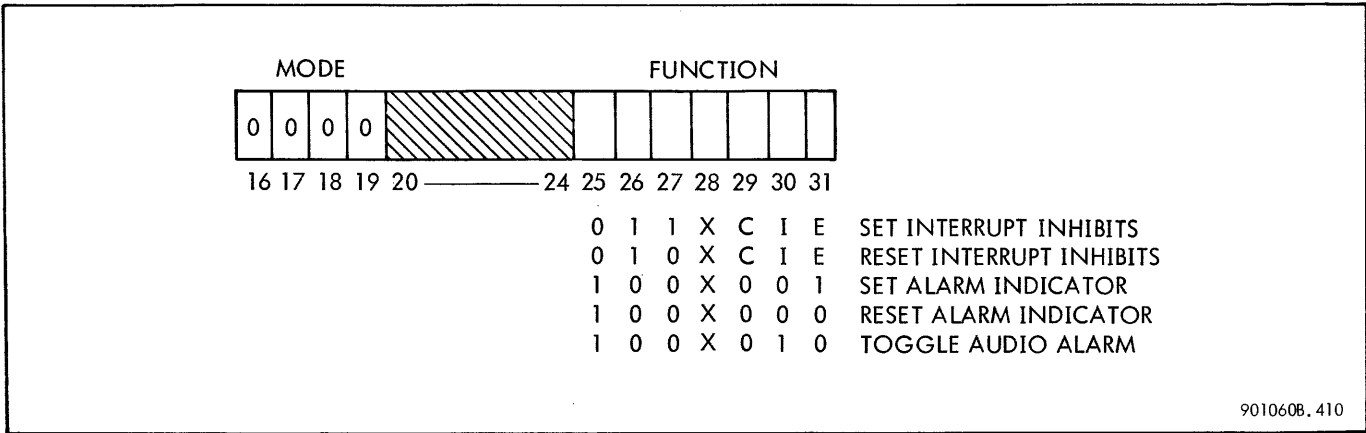 MODE FUNCTION
0 0 0 0
16 17 18 19 20 24 25 26 27 28 29 30 31
0 1 1 X C I E SET INTERRUPT INHIBITS
0 1 0 X C I E RESET INTERRUPT INHIBITS
1 0 0 X 0 0 1 SET ALARM INDICATOR
1 0 0 X 0 0 0 RESET ALARM INDICATOR
1 0 0 X 0 1 0 TOGGLE AUDIO ALARM
901060B.410